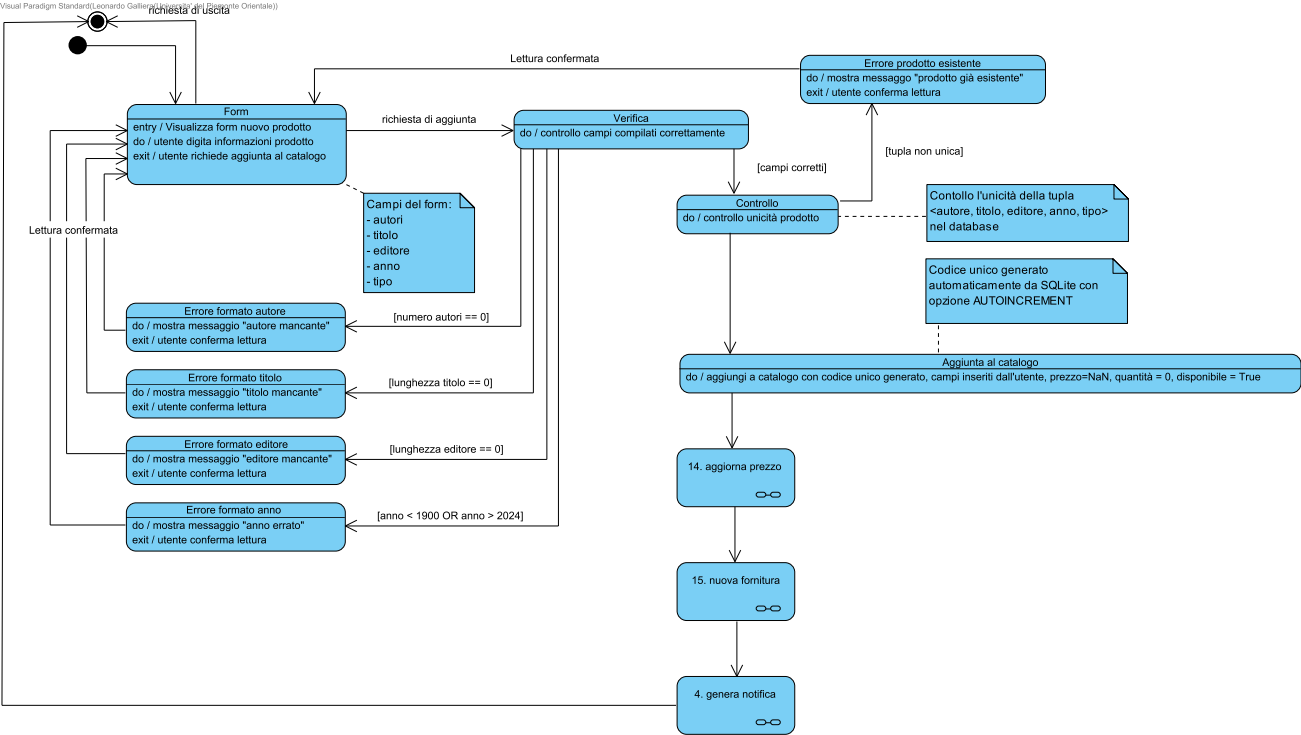 Visual Paradigm Standard(Leonardo Galliera(Universita' del Piemonte Orientale))
richiesta di uscita
Lettura confermata
Errore prodotto esistente
do / mostra messaggo "prodotto già esistente"
exit / utente conferma lettura
Form
entry / Visualizza form nuovo prodotto
do / utente digita informazioni prodotto
exit / utente richiede aggiunta al catalogo
richiesta di aggiunta
Verifica
do / controllo campi compilati correttamente
[tupla non unica]
[campi corretti]
Controllo
do / controllo unicità prodotto
Contollo l'unicità della tupla
<autore, titolo, editore, anno, tipo>
nel database
Campi del form:
- autori
- titolo
- editore
- anno
- tipo
Lettura confermata
Codice unico generato
automaticamente da SQLite con
opzione AUTOINCREMENT
Errore formato autore
do / mostra messaggio "autore mancante"
exit / utente conferma lettura
[numero autori == 0]
Aggiunta al catalogo
do / aggiungi a catalogo con codice unico generato, campi inseriti dall'utente, prezzo=NaN, quantità = 0, disponibile = True
Errore formato titolo
do / mostra messaggio "titolo mancante"
exit / utente conferma lettura
[lunghezza titolo == 0]
Errore formato editore
do / mostra messaggio "editore mancante"
exit / utente conferma lettura
[lunghezza editore == 0]
14. aggiorna prezzo
Errore formato anno
do / mostra messaggio "anno errato"
exit / utente conferma lettura
[anno < 1900 OR anno > 2024]
15. nuova fornitura
4. genera notifica